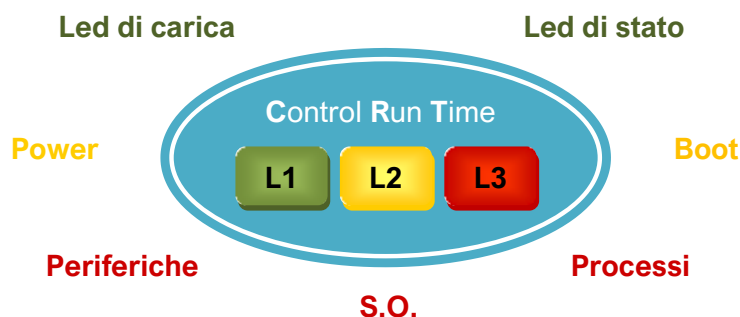 Led di carica
Led di stato
Control Run Time
Power
Boot
L1
L2
L3
Periferiche
Processi
S.O.